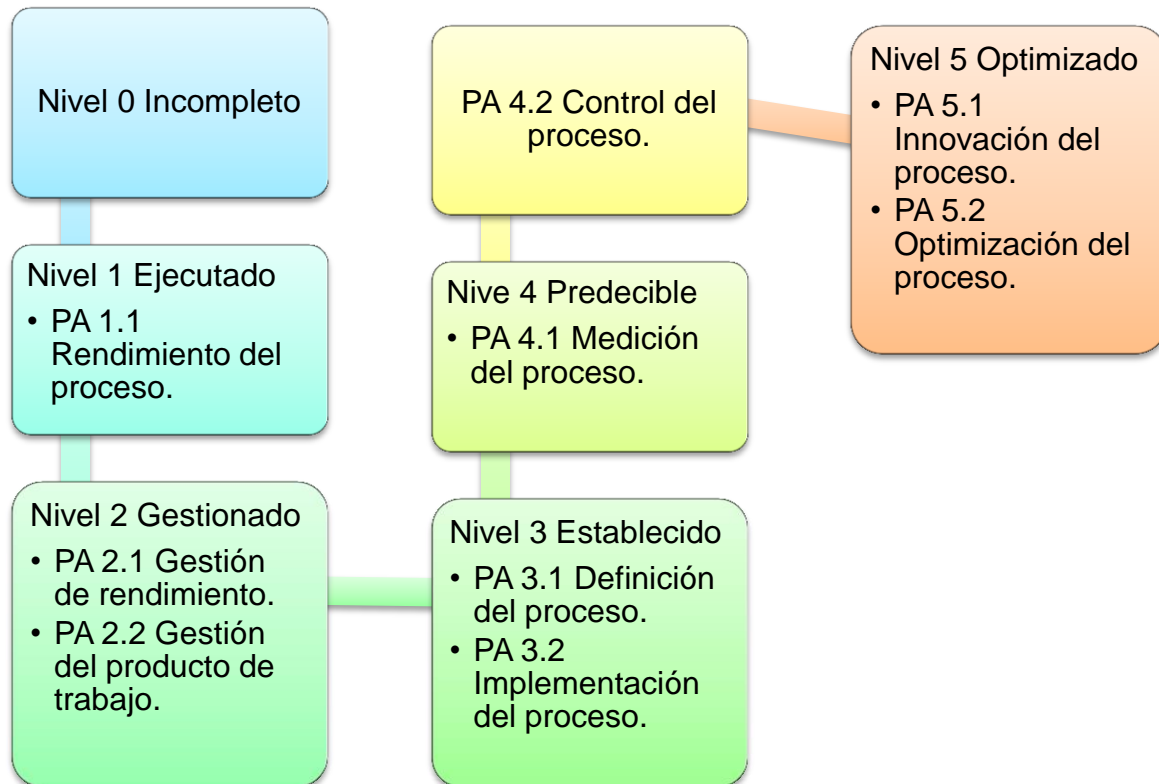 Nivel 0 Incompleto
Nivel 1 Ejecutado
• PA 1.1
Rendimiento del
proceso.
Nivel 2 Gestionado
• PA 2.1 Gestión
de rendimiento.
• PA 2.2 Gestión
del producto de
trabajo.
Nivel 3 Establecido
• PA 3.1 Definición
del proceso.
• PA 3.2
Implementación
del proceso.
Nive 4 Predecible
• PA 4.1 Medición
del proceso.
PA 4.2 Control del
proceso.
Nivel 5 Optimizado
• PA 5.1
Innovación del
proceso.
• PA 5.2
Optimización del
proceso.